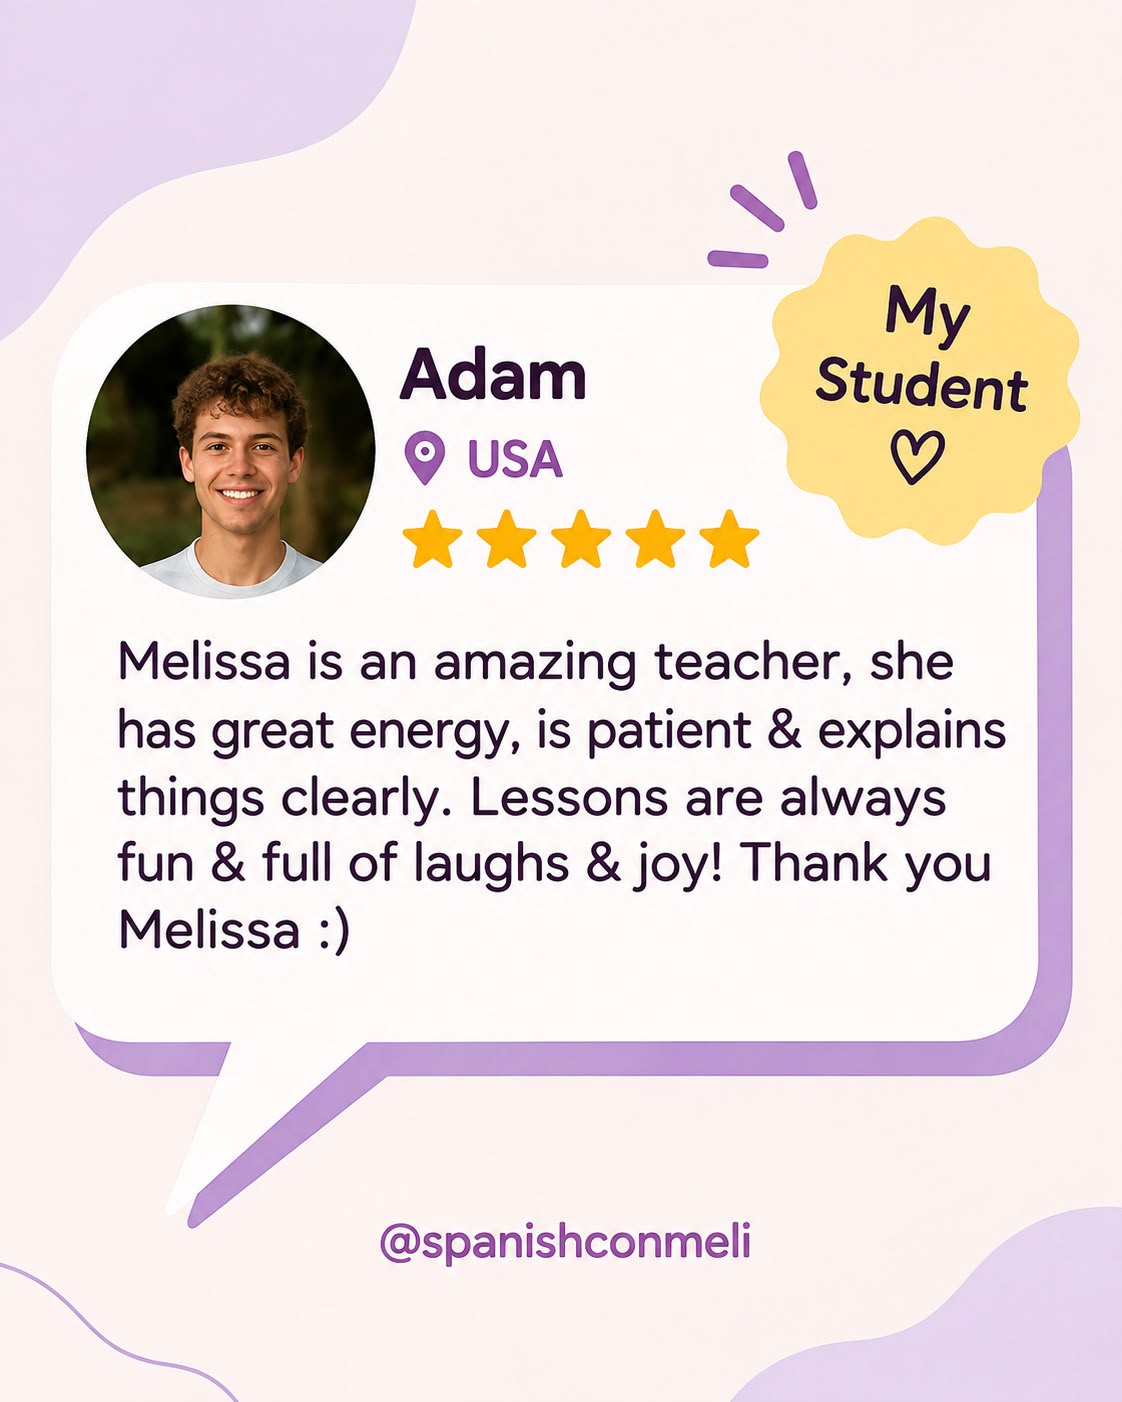 My
Student
Adam
USA
Melissa is an amazing teacher, she
has great energy, is patient & explains
things clearly. Lessons are always
fun & full of laughs & joy! Thank you
Melissa :)
@spanishconmeli